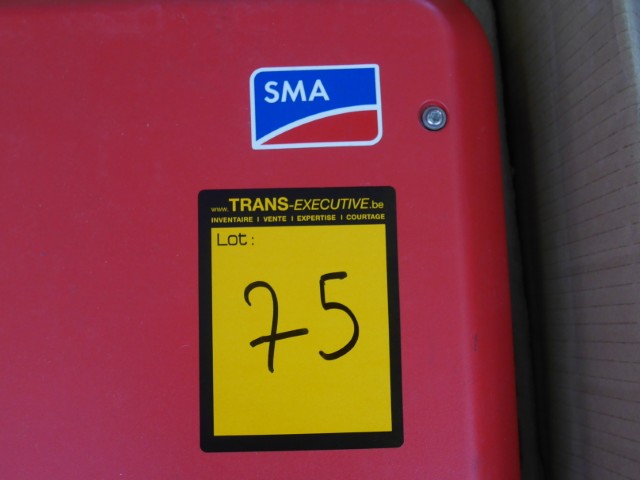 SMA
www.TRANS-EXECUTIVE.be
INVENTAIRE I VENTE I EXPERTISE I COURTAGE
Lot:
75